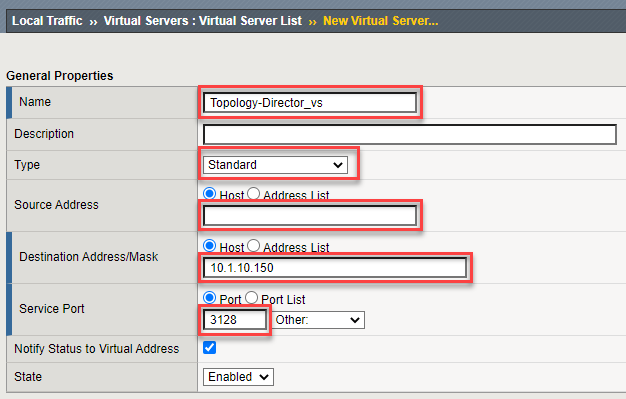 Local Traffic ›› Virtual Servers : Virtual Server List ›› New Virtual Server...
General Properties
Name Topology-Director_vs
Description
Type Standard
Source Address Host Address List
Destination Address/Mask Host Address List
10.1.10.150
Service Port Port Port List
3128 Other:
Notify Status to Virtual Address
State Enabled